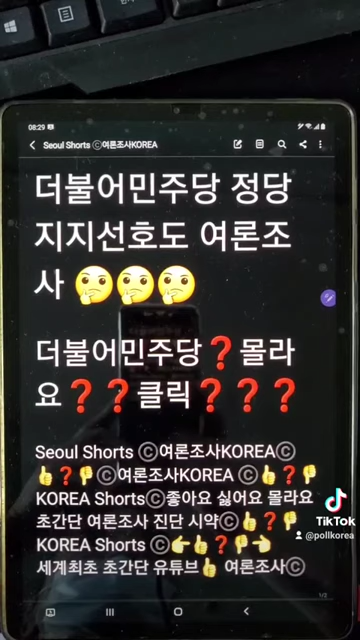 08:29
Seoul Shorts ⓒ여론조사KOREA
더불어민주당 정당
지지선호도 여론조
사 🤔🤔🤔
더불어민주당❓몰라
요❓❓클릭❓❓❓
Seoul Shorts ⓒ여론조사KOREAⓒ
👍❓👎ⓒ여론조사KOREA ⓒ👍❓👎
KOREA Shortsⓒ좋아요 싫어요 몰라요
초간단 여론조사 진단 시약ⓒ👍❓👎
KOREA Shorts ⓒ👉👍❓👎👈
세계최초 초간단 유튜브👍 여론조사ⓒ
1/2
TikTok
@pollkorea